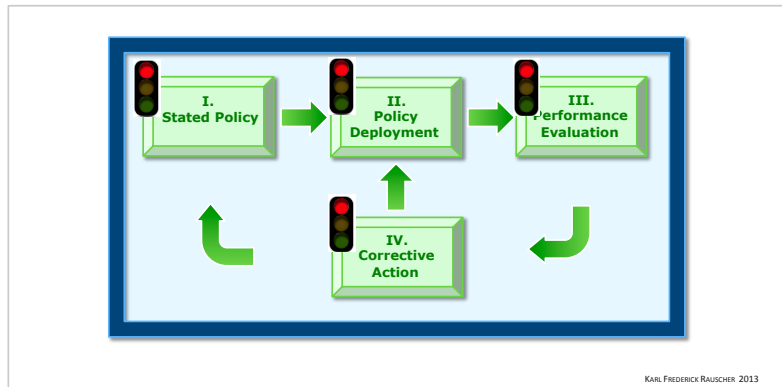 I.
Stated Policy
II.
Policy
Deployment
III.
Performance
Evaluation
IV.
Corrective
Action
KARL FREDERICK RAUSCHER 2013